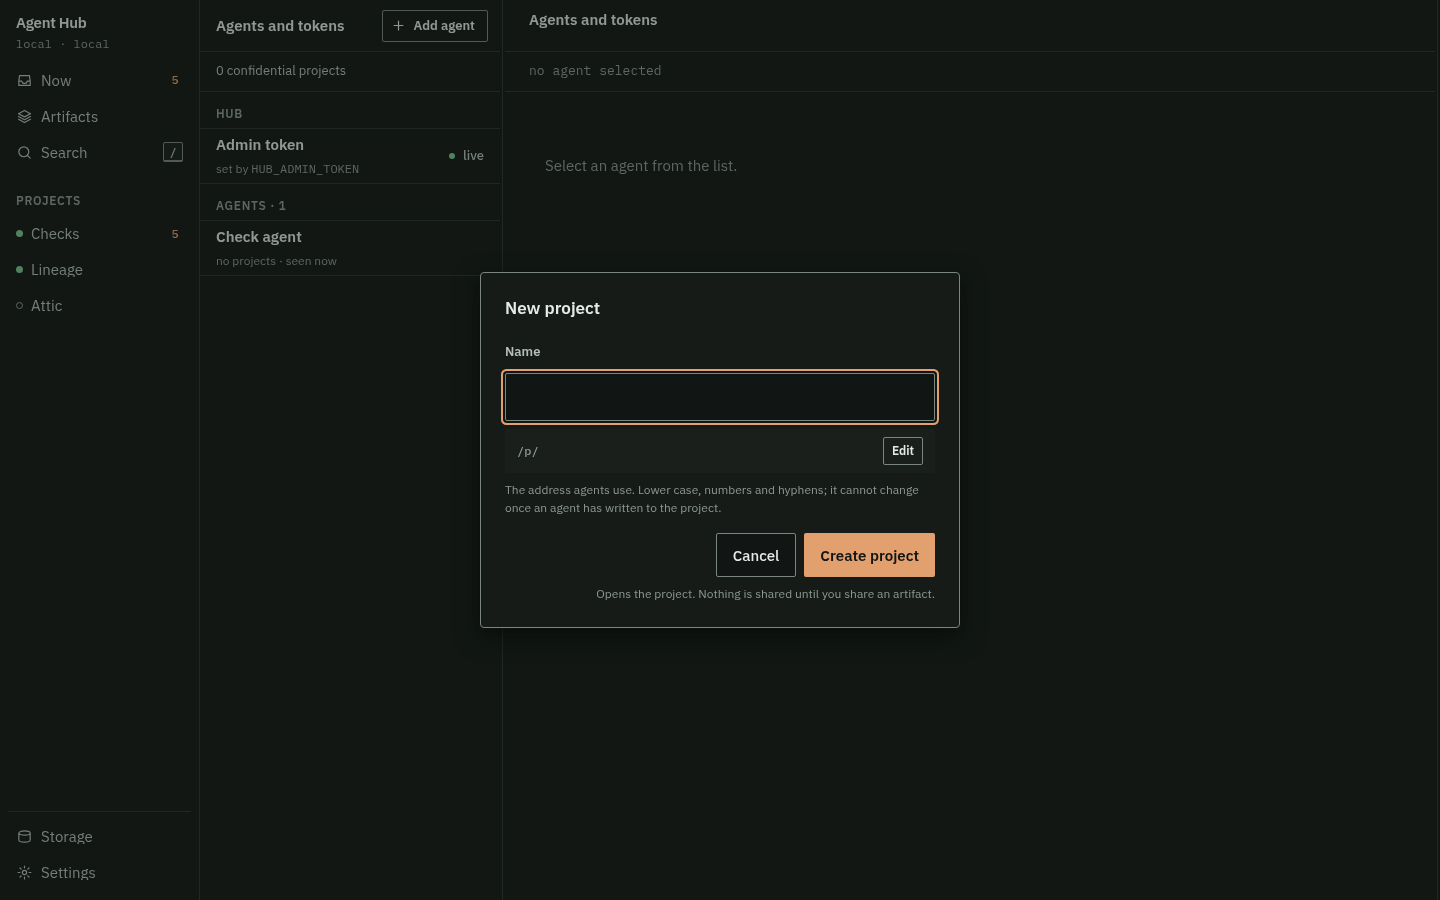 Agent Hub
local · local
Now 5
Artifacts
Search /
PROJECTS
Checks 5
Lineage
Attic
Storage
Settings
Agents and tokens
Add agent
0 confidential projects
HUB
Admin token
set by HUB_ADMIN_TOKEN
live
AGENTS · 1
Check agent
no projects · seen now
Agents and tokens
no agent selected
Select an agent from the list.
New project
Name
/p/
Edit
The address agents use. Lower case, numbers and hyphens; it cannot change
once an agent has written to the project.
Cancel
Create project
Opens the project. Nothing is shared until you share an artifact.